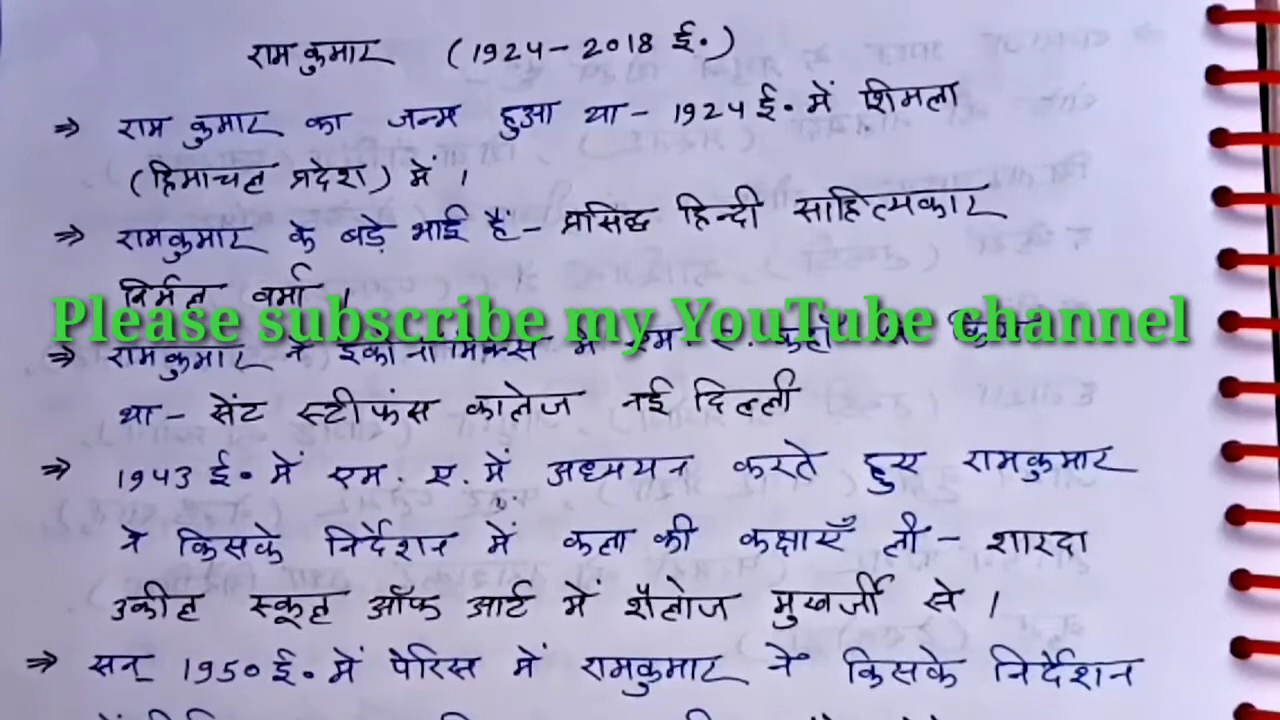 रामकुमार (1924-2018 ई.)
⇒ राम कुमार का जन्म हुआ था - 1924 ई. में शिमला
(हिमाचल प्रदेश) में ।
⇒ रामकुमार के बड़े भाई है - प्रसिद्ध हिन्दी साहित्यकार
निर्मल वर्मा ।
Please subscribe my YouTube channel
⇒ रामकुमार ने इकोनॉमिक्स में एम. ए.
था - सेंट स्टीफंस कालेज नई दिल्ली
⇒ 1943 ई. में एम. ए. में अध्ययन करते हुए रामकुमार
ने किसके निर्देशन में कला की कक्षाएँ ली - शारदा
उकील स्कूल ऑफ आर्ट में शैलोज मुखर्जी से ।
⇒ सन् 1950 ई. में पेरिस में रामकुमार ने किसके निर्देशन